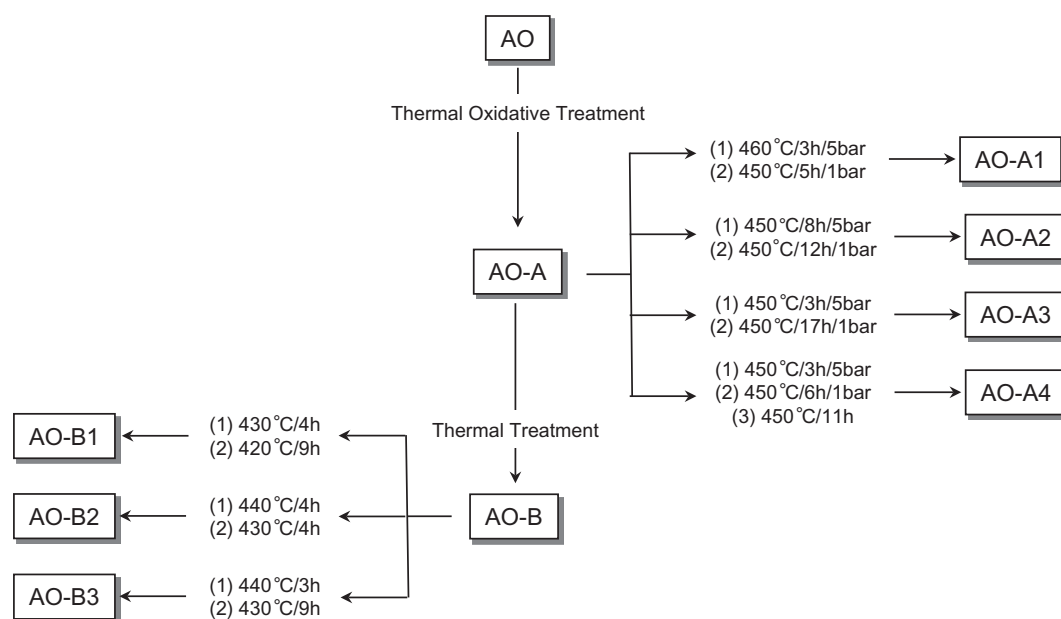 AO
Thermal Oxidative Treatment
(1) 460°C/3h/5bar
(2) 450°C/5h/1bar
AO-A1
(1) 450°C/8h/5bar
(2) 450°C/12h/1bar
AO-A2
AO-A
(1) 450°C/3h/5bar
(2) 450°C/17h/1bar
AO-A3
(1) 450°C/3h/5bar
(2) 450°C/6h/1bar
(3) 450°C/11h
AO-A4
Thermal Treatment
AO-B1
(1) 430°C/4h
(2) 420°C/9h
AO-B2
(1) 440°C/4h
(2) 430°C/4h
AO-B
AO-B3
(1) 440°C/3h
(2) 430°C/9h